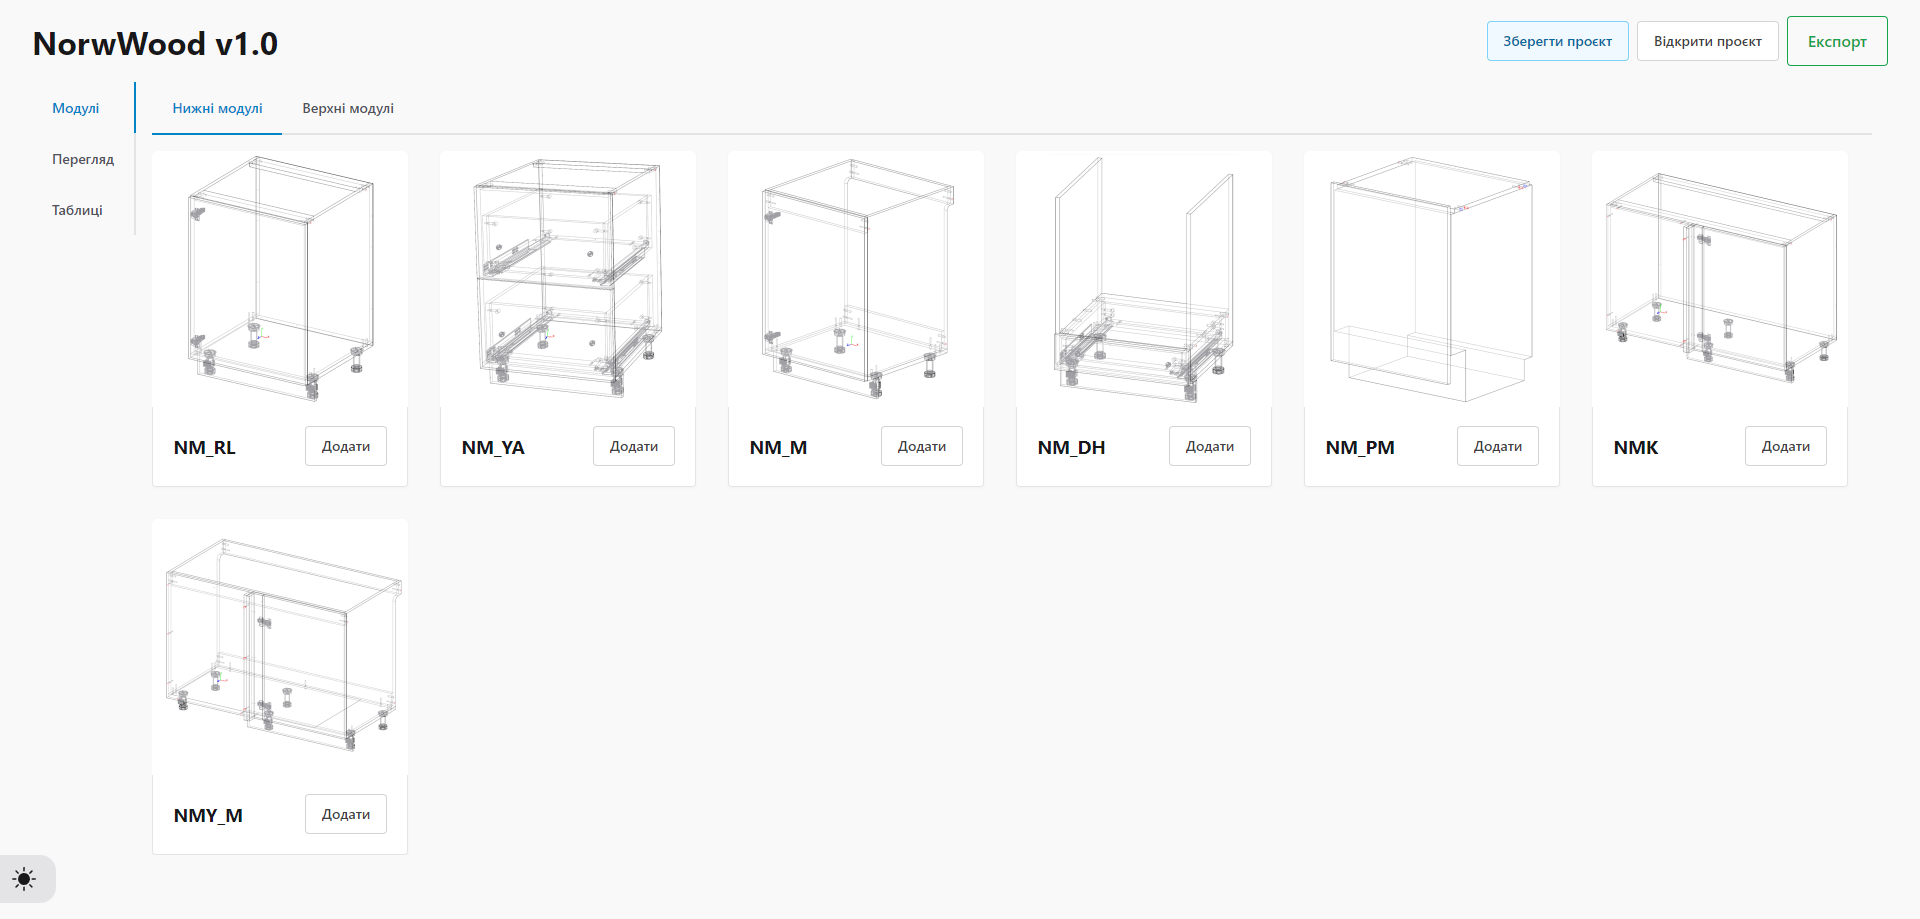 NorwWood v1.0
Зберегти проєкт
Відкрити проєкт
Експорт
Модулі
Перегляд
Таблиці
Нижні модулі
Верхні модулі
NM_RL
Додати
NM_YA
Додати
NM_M
Додати
NM_DH
Додати
NM_PM
Додати
NMK
Додати
NMY_M
Додати